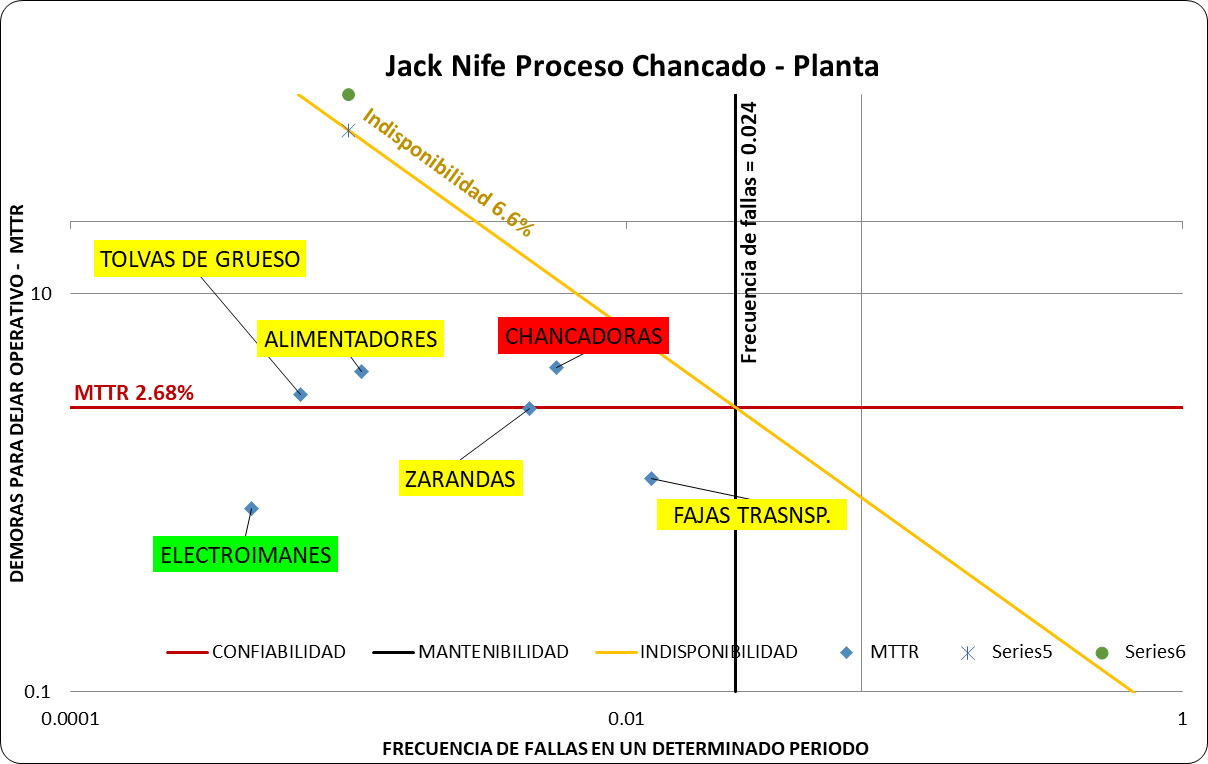 Jack Nife Proceso Chancado - Planta
Indisponibilidad 6.6%
Frecuencia de fallas = 0.024
DEMORAS PARA DEJAR OPERATIVO - MTTR
TOLVAS DE GRUESO
10
ALIMENTADORES
CHANCADORAS
MTTR 2.68%
ZARANDAS
FAJAS TRASNSP.
ELECTROIMANES
CONFIABILIDAD
MANTENIBILIDAD
INDISPONIBILIDAD
MTTR
Series5
Series6
0.1
0.0001
0.01
1
FRECUENCIA DE FALLAS EN UN DETERMINADO PERIODO